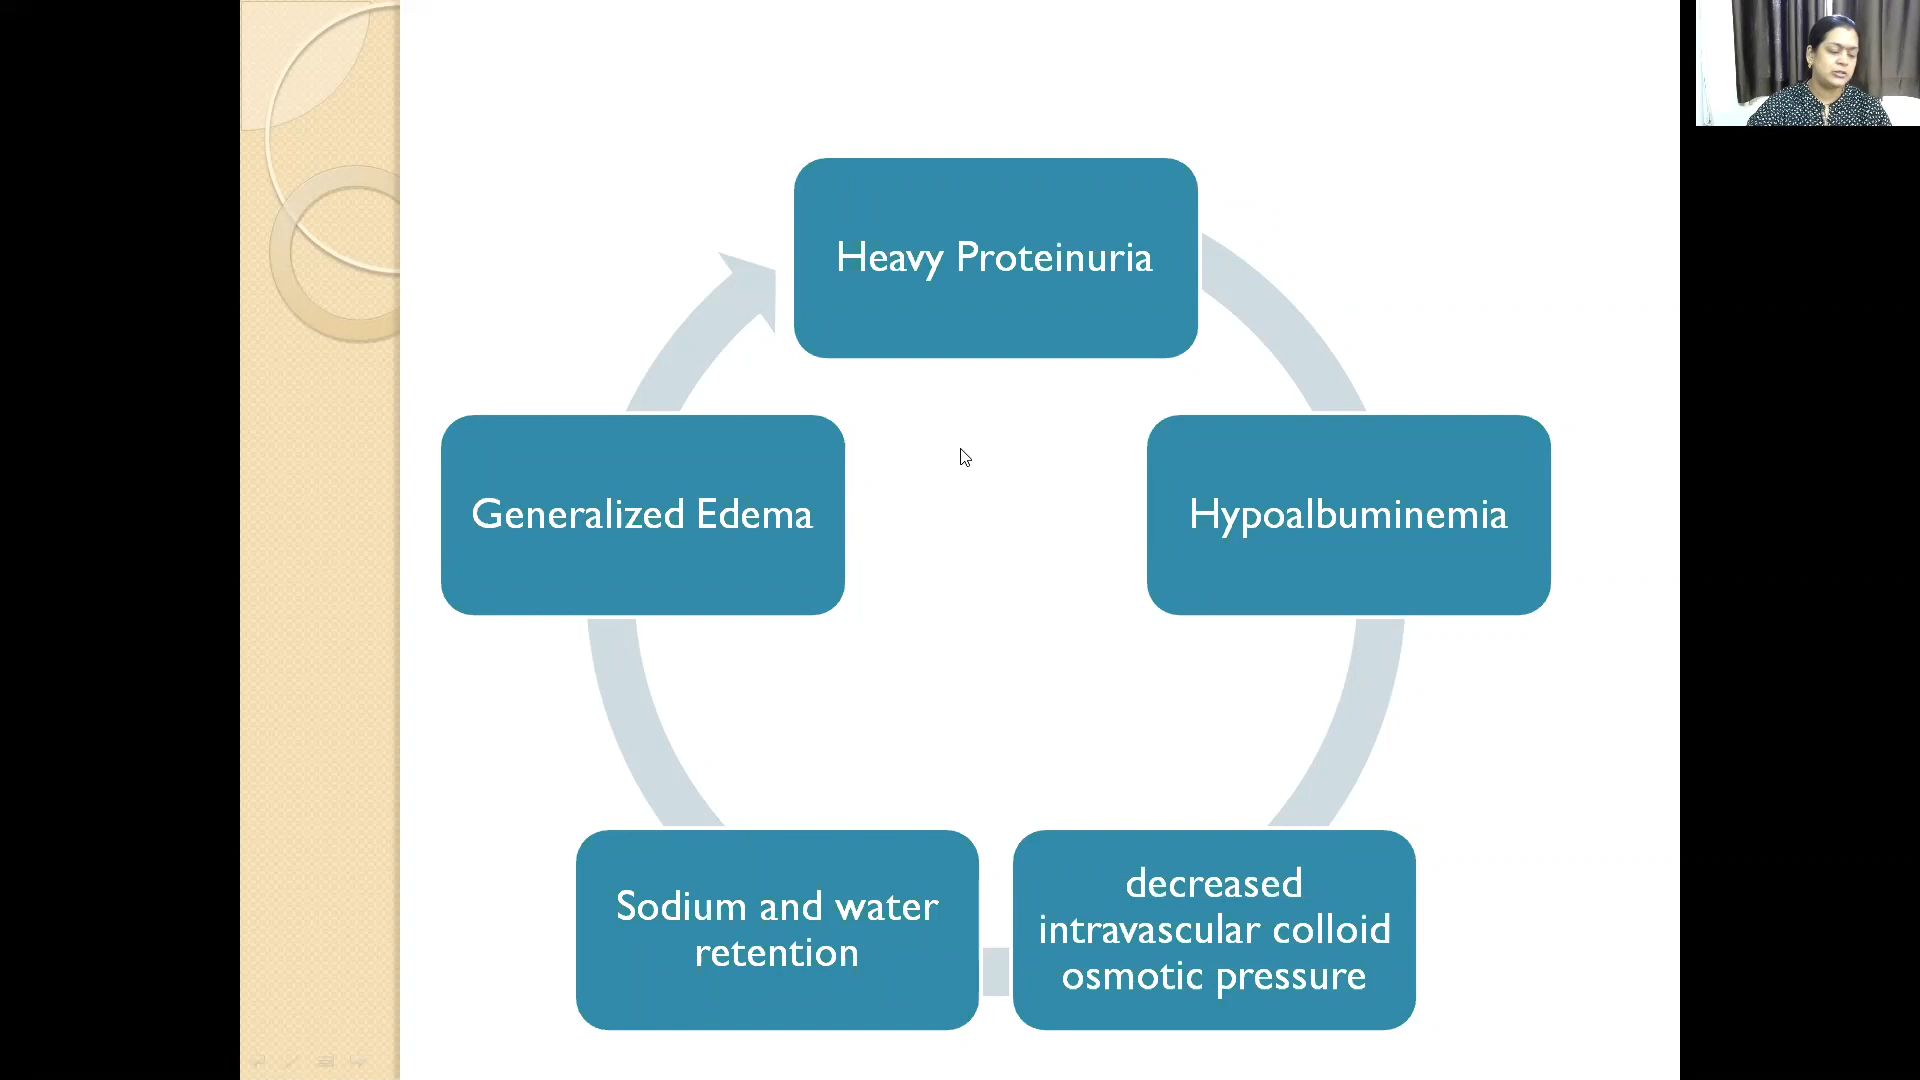 Heavy Proteinuria
Hypoalbuminemia
decreased
intravascular colloid
osmotic pressure
Sodium and water
retention
Generalized Edema